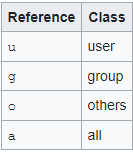 Reference Class
u user
g group
o others
a all